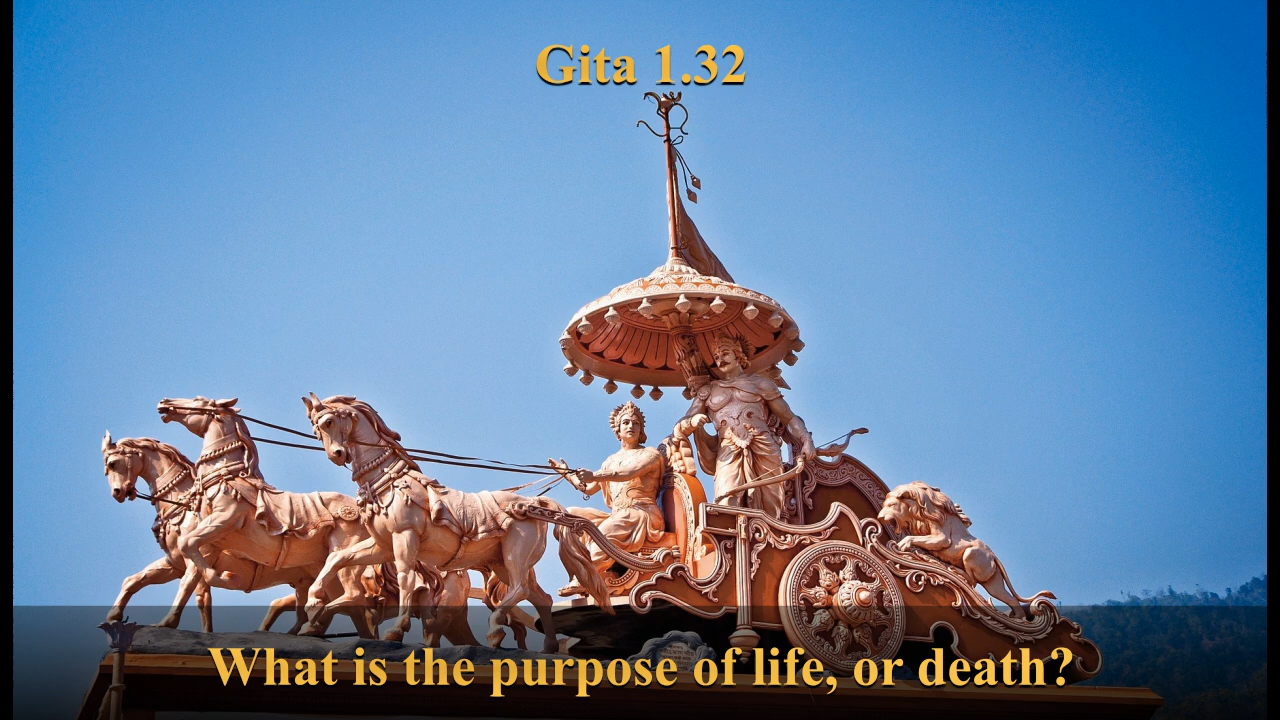 Gita 1.32
What is the purpose of life, or death?